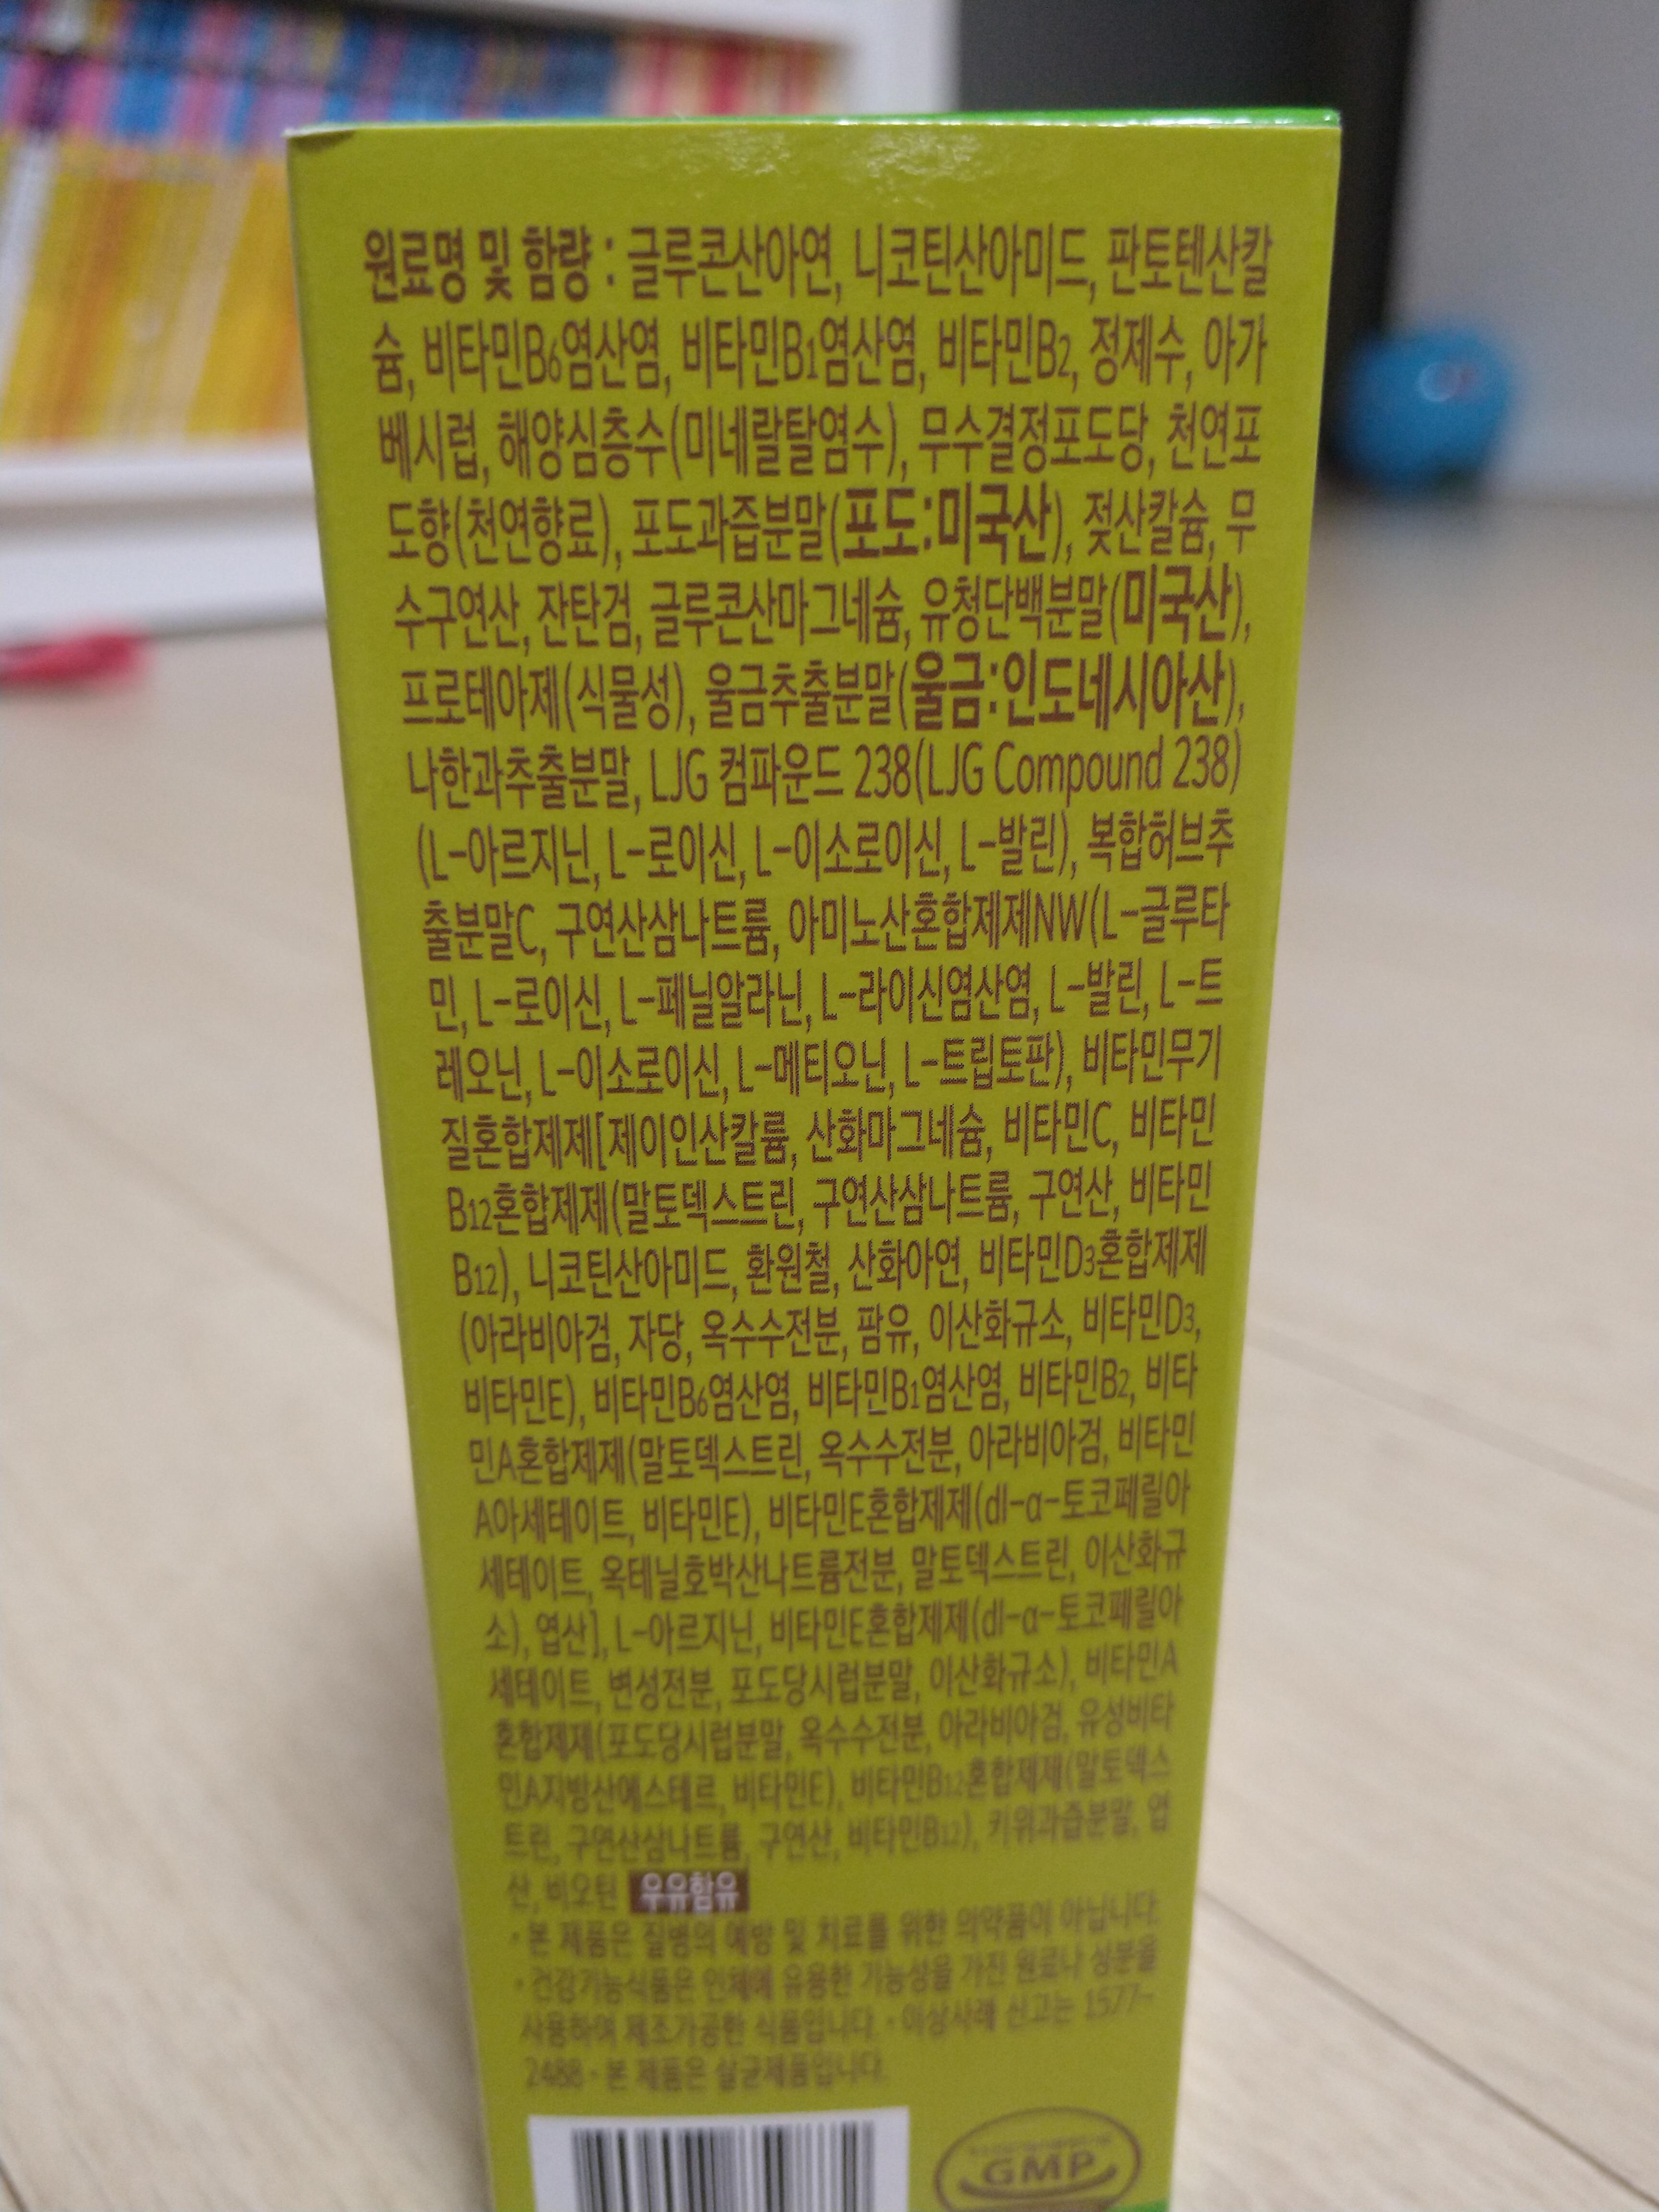 원료명 및 함량 : 글루콘산아연, 니코틴산아미드, 판토텐산칼
슘, 비타민B6염산염, 비타민B1염산염, 비타민B2, 정제수, 아가
베시럽, 해양심층수(미네랄탈염수), 무수결정포도당, 천연포
도향(천연향료), 포도과즙분말(포도:미국산), 젖산칼슘, 무
수구연산, 잔탄검, 글루콘산마그네슘, 유청단백분말(미국산),
프로테아제(식물성), 울금추출분말(울금:인도네시아산),
나한과추출분말, LJG 컴파운드 238(LJG Compound 238)
(L-아르지닌, L-로이신, L-이소로이신, L-발린), 복합허브추
출분말C, 구연산삼나트륨, 아미노산혼합제제NW(L-글루타
민, L-로이신, L-페닐알라닌, L-라이신염산염, L-발린, L-트
레오닌, L-이소로이신, L-메티오닌, L-트립토판), 비타민무기
질혼합제제[제이인산칼륨, 산화마그네슘, 비타민C, 비타민
B12혼합제제(말토덱스트린, 구연산삼나트륨, 구연산, 비타민
B12), 니코틴산아미드, 환원철, 산화아연, 비타민D3혼합제제
(아라비아검, 자당, 옥수수전분, 팜유, 이산화규소, 비타민D3,
비타민E), 비타민B6염산염, 비타민B1염산염, 비타민B2, 비타
민A혼합제제(말토덱스트린, 옥수수전분, 아라비아검, 비타민
A아세테이트, 비타민E), 비타민E혼합제제(dl-α-토코페릴아
세테이트, 옥테닐호박산나트륨전분, 말토덱스트린, 이산화규
소), 엽산], L-아르지닌, 비타민E혼합제제(dl-α-토코페릴아
세테이트, 변성전분, 포도당시럽분말, 이산화규소), 비타민A
혼합제제(포도당시럽분말, 옥수수전분, 아라비아검, 유성비타
민A지방산에스테르, 비타민E), 비타민B12혼합제제(말토덱스
트린, 구연산삼나트륨, 구연산, 비타민B12), 키위과즙분말, 엽
산, 비오틴 우유함유
· 본 제품은 질병의 예방 및 치료를 위한 의약품이 아닙니다.
· 건강기능식품은 인체에 유용한 기능성을 가진 원료나 성분을
사용하여 제조가공한 식품입니다. · 이상사례 신고는 1577-
2488 · 본 제품은 살균제품입니다.
GMP